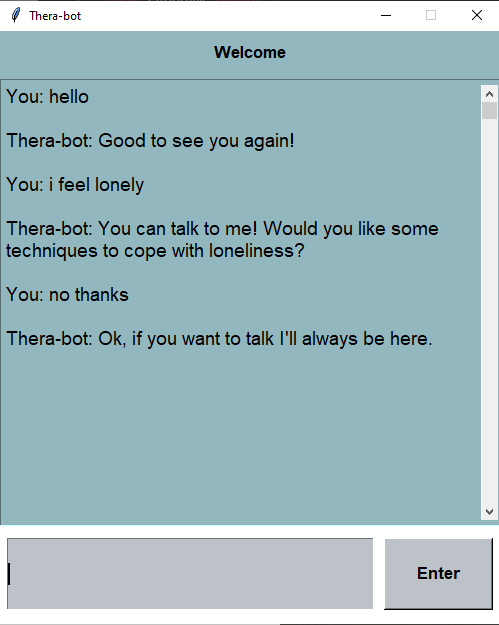 Thera-bot
Welcome
You: hello
Thera-bot: Good to see you again!
You: i feel lonely
Thera-bot: You can talk to me! Would you like some
techniques to cope with loneliness?
You: no thanks
Thera-bot: Ok, if you want to talk I'll always be here.
Enter